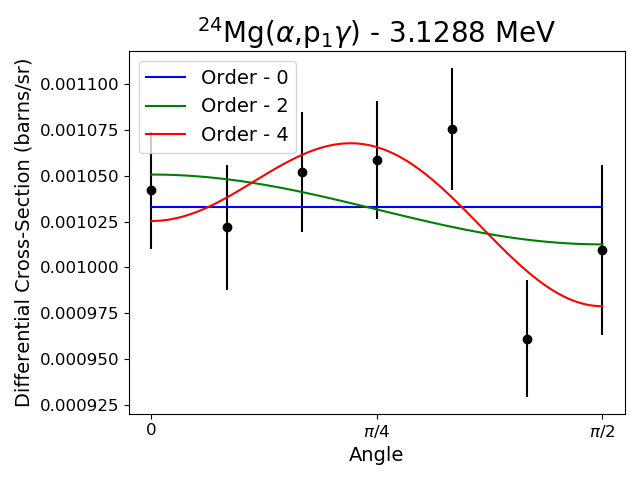 ²⁴Mg(α,p₁γ) - 3.1288 MeV
Differential Cross-Section (barns/sr)
0.001100
0.001075
0.001050
0.001025
0.001000
0.000975
0.000950
0.000925
Order - 0
Order - 2
Order - 4
0
π/4
π/2
Angle